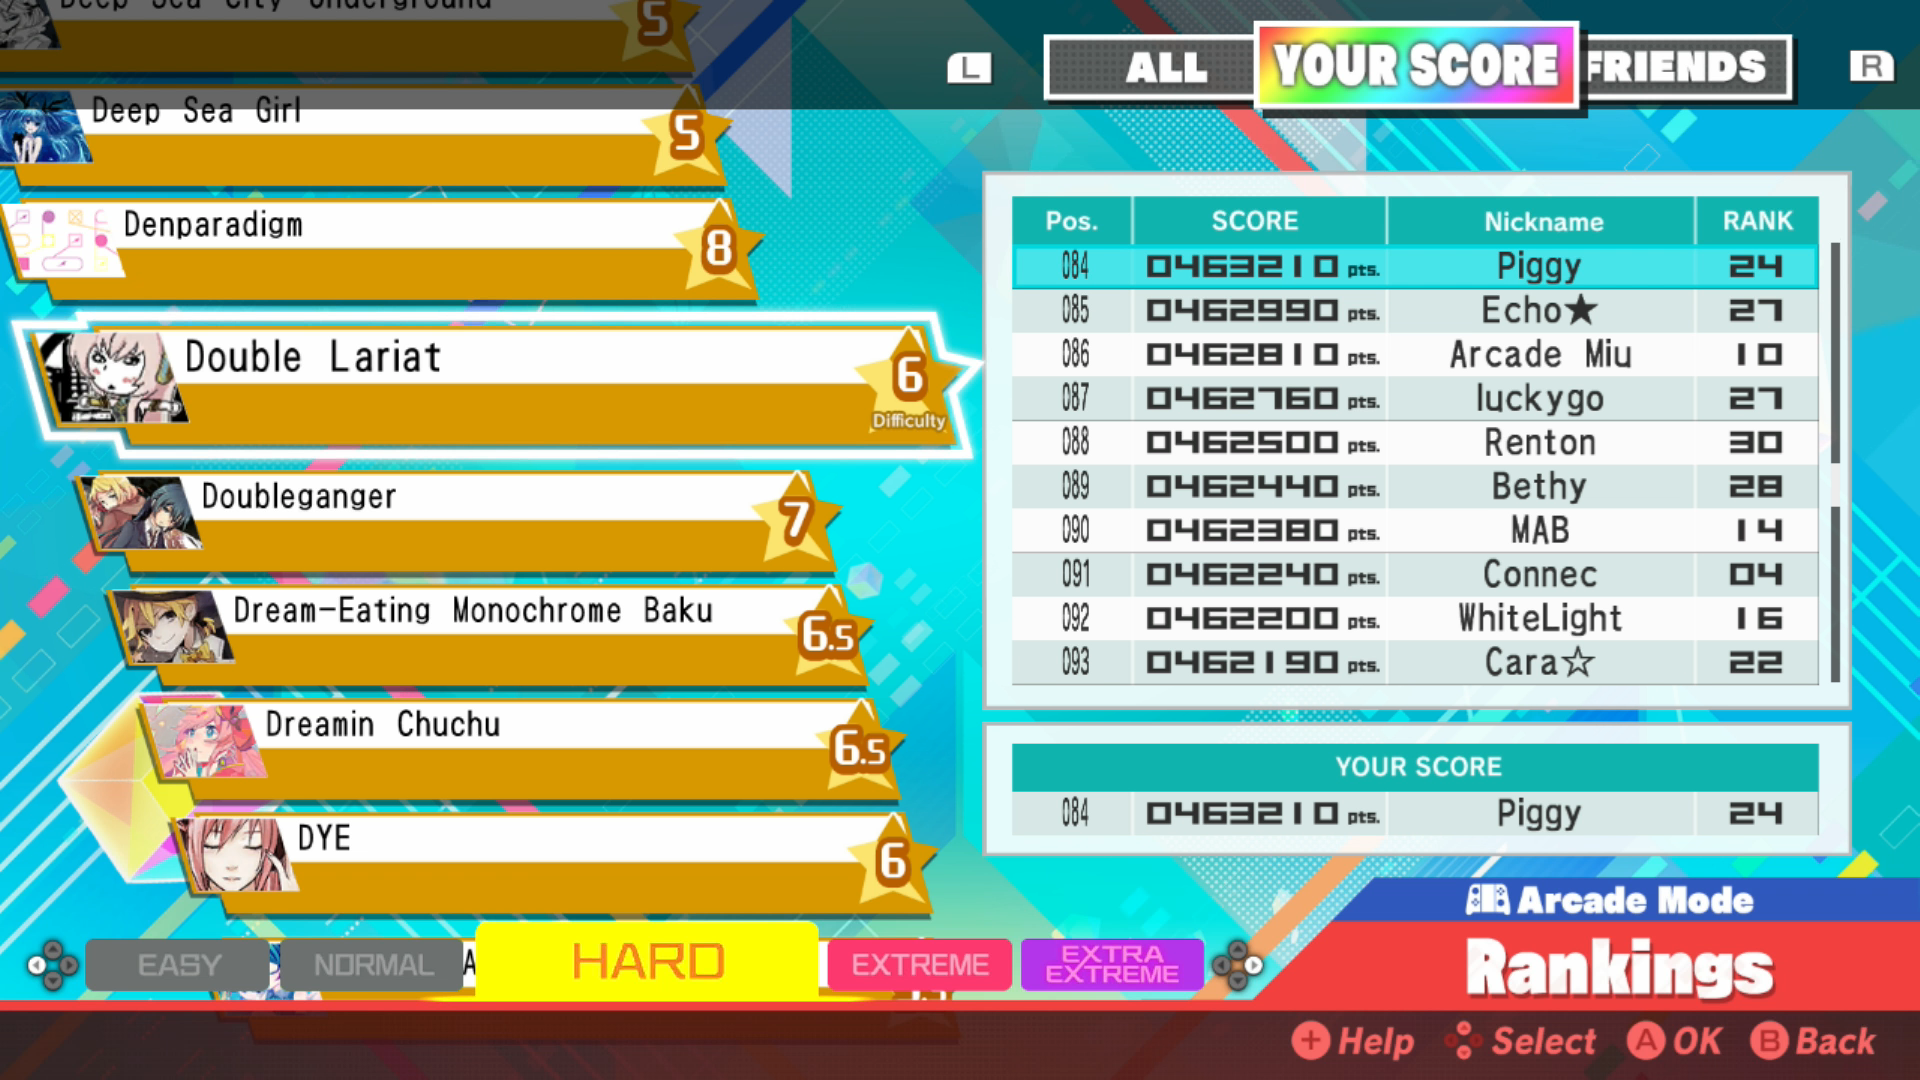 Deep Sea City Underground
5
L
ALL
YOUR SCORE
FRIENDS
R
Deep Sea Girl
5
Denparadigm
8
Double Lariat
6
Difficulty
Doubleganger
7
Dream-Eating Monochrome Baku
6.5
Dreamin Chuchu
6.5
DYE
6
Pos. SCORE Nickname RANK
084 0463210 pts. Piggy 24
085 0462990 pts. Echo★ 27
086 0462810 pts. Arcade Miu 10
087 0462760 pts. luckygo 27
088 0462500 pts. Renton 30
089 0462440 pts. Bethy 28
090 0462380 pts. MAB 14
091 0462240 pts. Connec 04
092 0462200 pts. WhiteLight 16
093 0462190 pts. Cara☆ 22
YOUR SCORE
084 0463210 pts. Piggy 24
Arcade Mode
Rankings
EASY
NORMAL
HARD
EXTREME
EXTRA
EXTREME
+ Help
Select
A OK
B Back